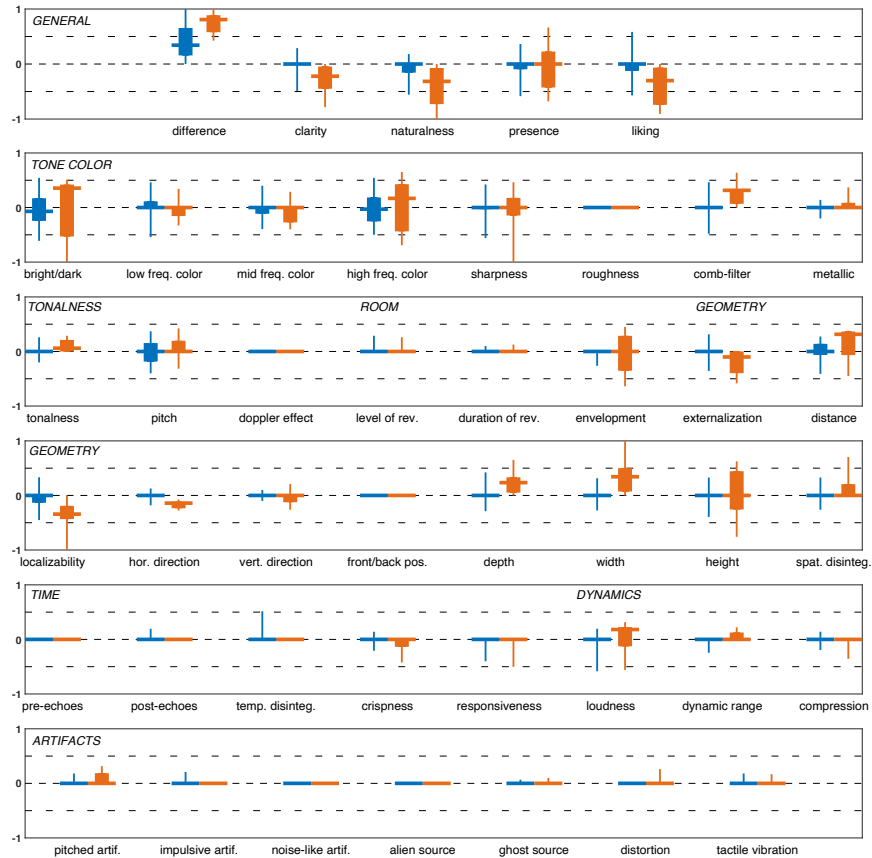 1
GENERAL
0
-1
difference clarity naturalness presence liking
1
TONE COLOR
0
-1
bright/dark low freq. color mid freq. color high freq. color sharpness roughness comb-filter metallic
1
TONALNESS ROOM GEOMETRY
0
-1
tonalness pitch doppler effect level of rev. duration of rev. envelopment externalization distance
1
GEOMETRY
0
-1
localizability hor. direction vert. direction front/back pos. depth width height spat. disinteg.
1
TIME DYNAMICS
0
-1
pre-echoes post-echoes temp. disinteg. crispness responsiveness loudness dynamic range compression
1
ARTIFACTS
0
-1
pitched artif. impulsive artif. noise-like artif. alien source ghost source distortion tactile vibration